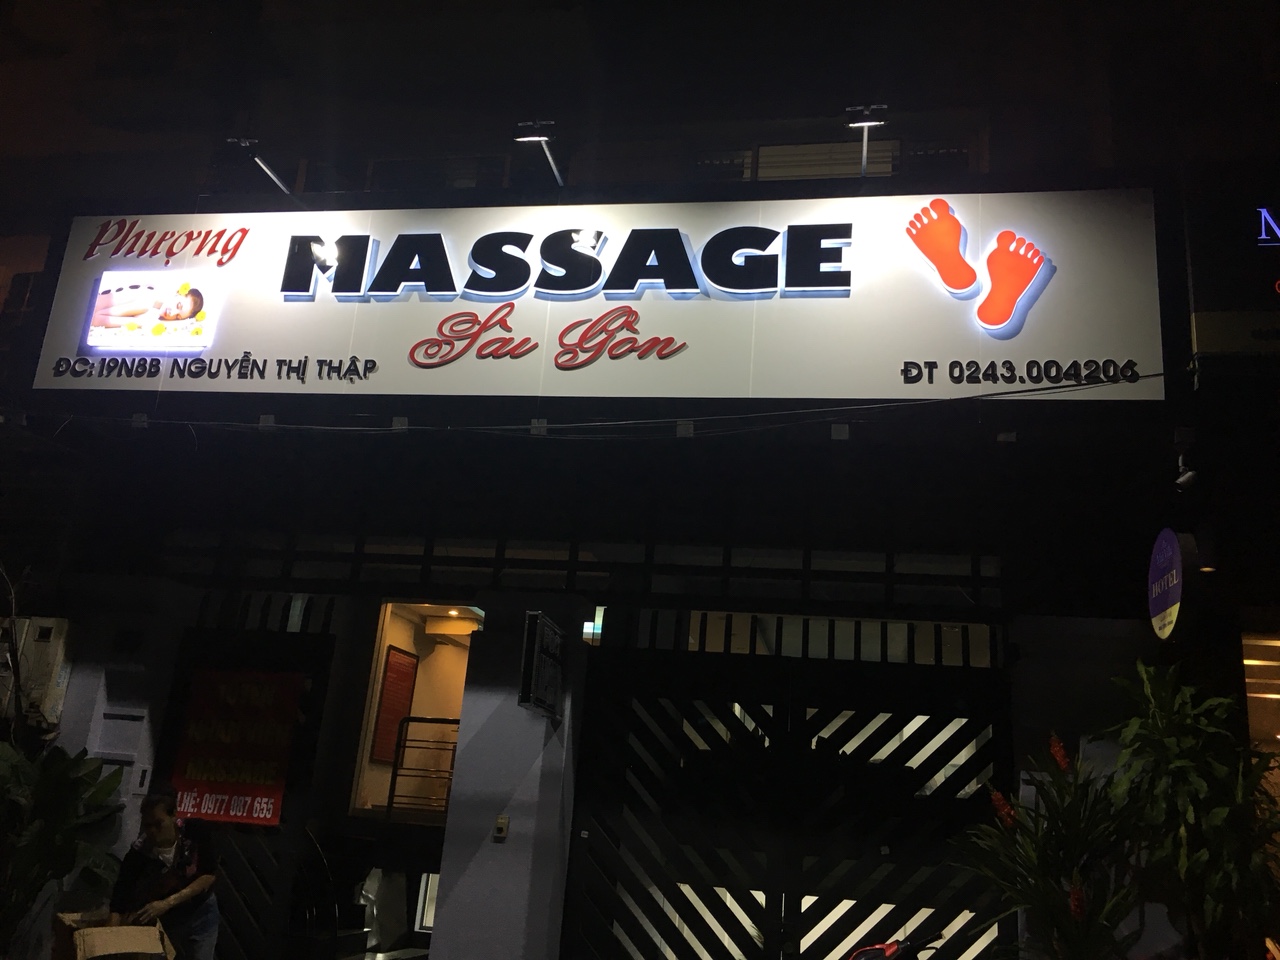 Phượng
MASSAGE
Sài Gòn
ĐC: 19N8B NGUYỄN THỊ THẬP
ĐT 0243.004206
N
HOTEL
MASSAGE
LHỆ: 0977 087 655